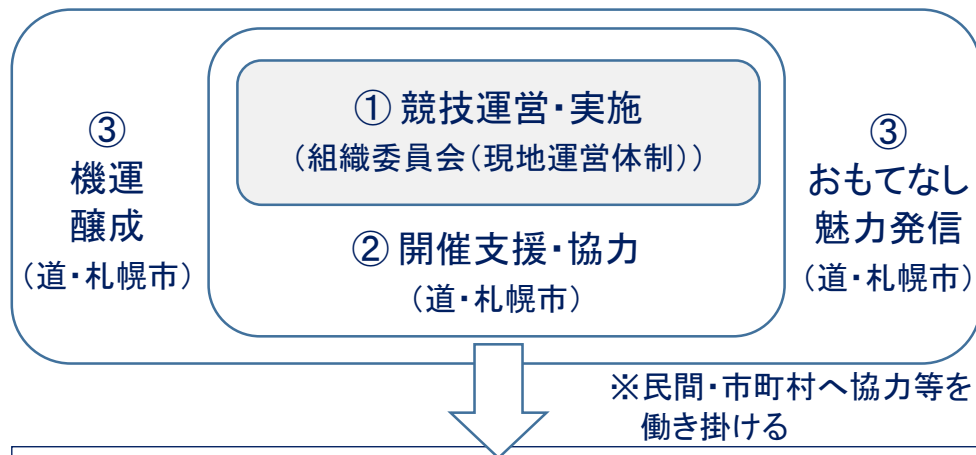 ① 競技運営・実施
（組織委員会（現地運営体制））
② 開催支援・協力
（道・札幌市）
③
機運
醸成
（道・札幌市）
③
おもてなし
魅力発信
（道・札幌市）
※民間・市町村へ協力等を
働き掛ける